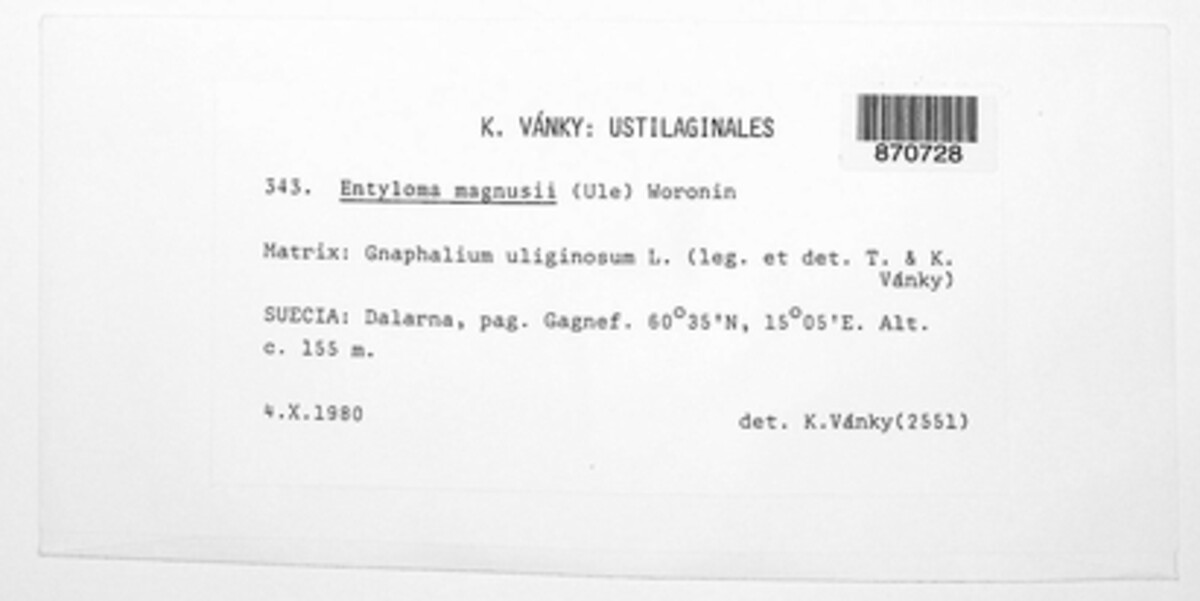 K. VÁNKY: USTILAGINALES
870728
343. Entyloma magnusii (Ule) Woronin
Matrix: Gnaphalium uliginosum L. (leg. et det. T. & K.
Vánky)
SUECIA: Dalarna, pag. Gagnef. 60°35'N, 15°05'E. Alt.
c. 155 m.
4.X.1980
det. K.Vánky(2551)